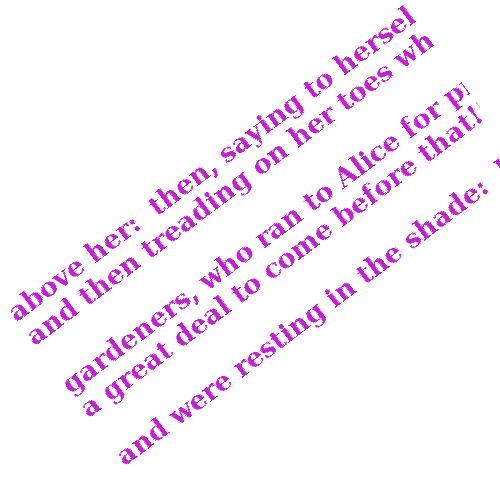 above her:  then, saying to hersel
and then treading on her toes wh
gardeners, who ran to Alice for
a great deal to come before that!
and were resting in the shade: